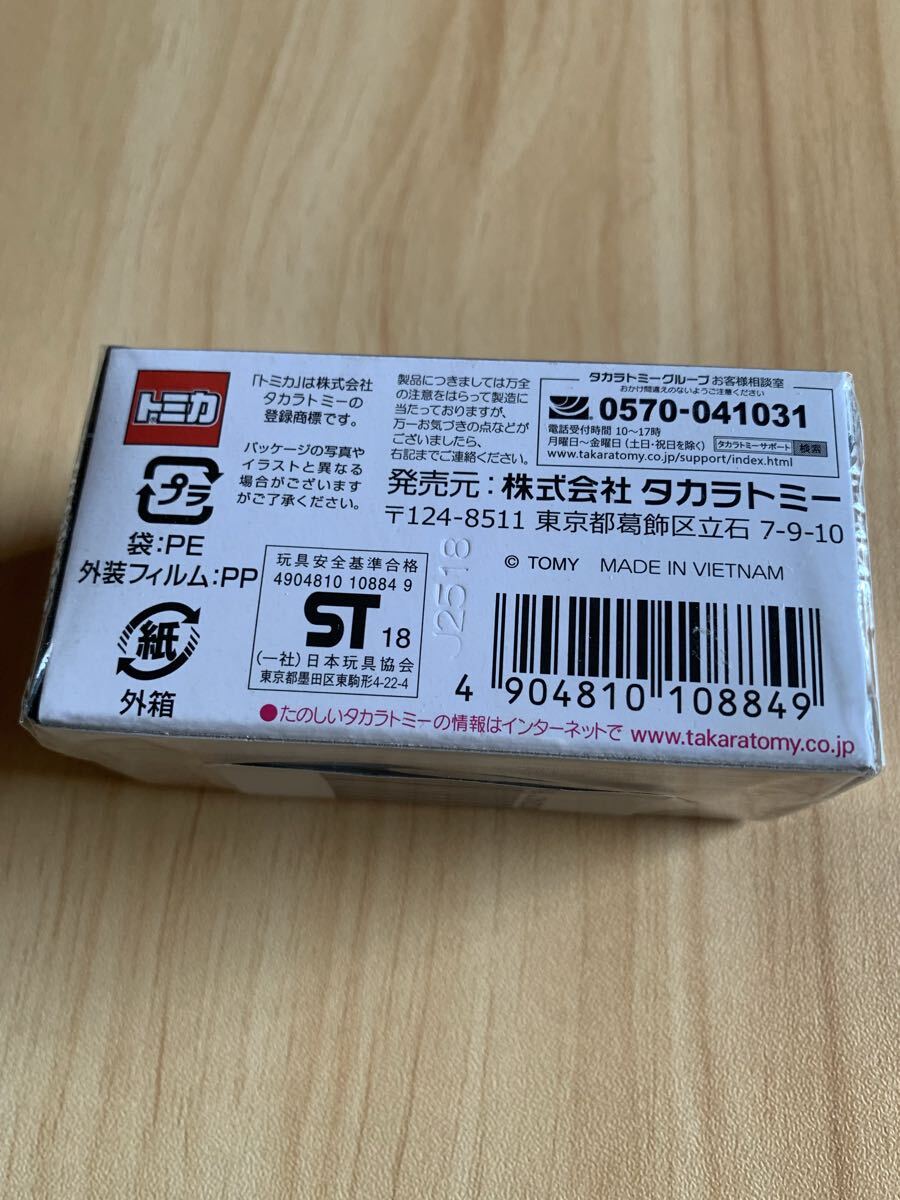 トミカ
「トミカ」は株式会社
タカラトミーの
登録商標です。
パッケージの写真や
イラストと異なる
場合がございます
がご了承ください。
製品につきましては万全
の注意をはらって製造に
当たっておりますが、
万一お気づきの点などが
ございましたら、
右記までご連絡ください。
タカラトミーグループ お客様相談室
おかけ間違えのないようご注意ください
0570-041031
電話受付時間 10～17時
月曜日～金曜日（土日・祝日を除く） タカラトミーサポート 検索
www.takaratomy.co.jp/support/index.html
発売元：株式会社 タカラトミー
〒124-8511 東京都葛飾区立石 7-9-10
プラ
袋：PE
外装フィルム：PP
紙
外箱
玩具安全基準合格
4904810 10884 9
ST 18
(一社)日本玩具協会
東京都墨田区東駒形4-22-4
J2518
© TOMY MADE IN VIETNAM
4 904810 108849
●たのしいタカラトミーの情報はインターネットで www.takaratomy.co.jp